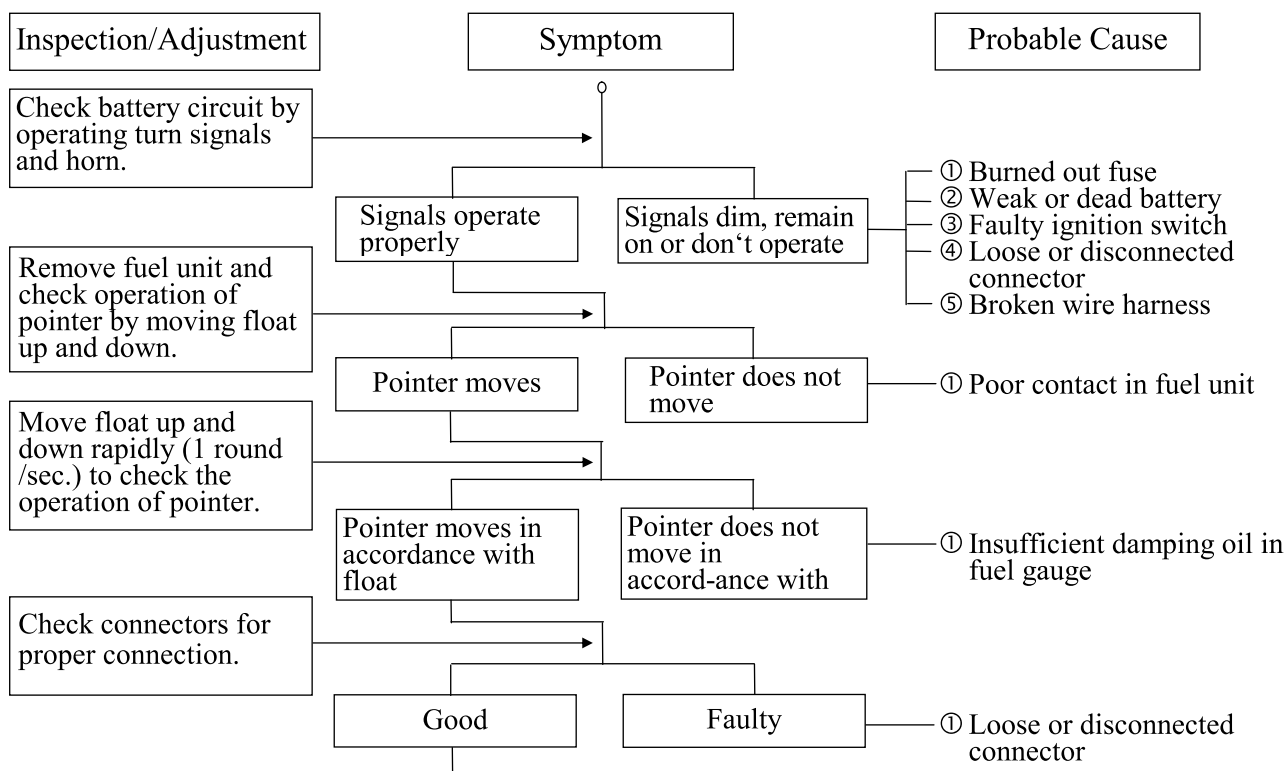 Inspection/Adjustment
Symptom
Probable Cause
Check battery circuit by
operating turn signals
and horn.
Signals operate
properly
Signals dim, remain
on or don‘t operate
① Burned out fuse
② Weak or dead battery
③ Faulty ignition switch
④ Loose or disconnected
connector
⑤ Broken wire harness
Remove fuel unit and
check operation of
pointer by moving float
up and down.
Pointer moves
Pointer does not
move
① Poor contact in fuel unit
Move float up and
down rapidly (1 round
/sec.) to check the
operation of pointer.
Pointer moves in
accordance with
float
Pointer does not
move in
accord-ance with
① Insufficient damping oil in
fuel gauge
Check connectors for
proper connection.
Good
Faulty
① Loose or disconnected
connector